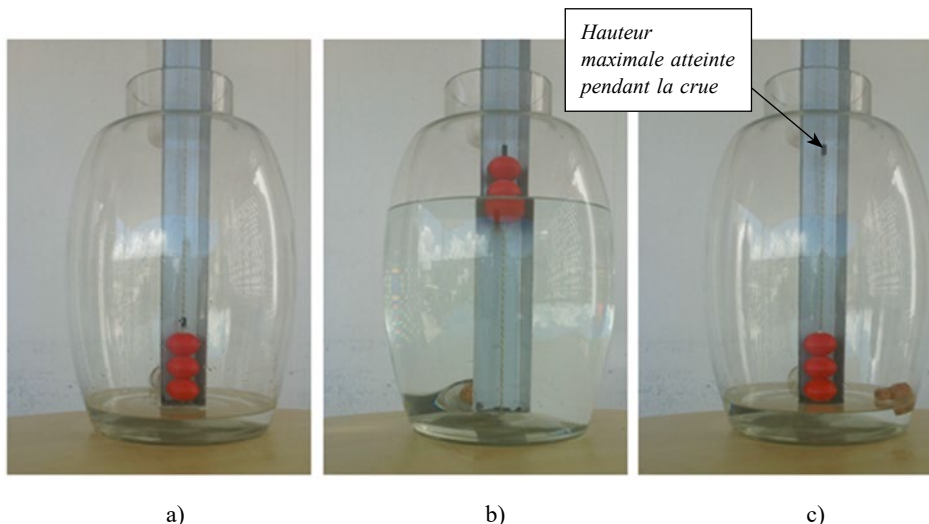 Hauteur
maximale atteinte
pendant la crue
a)
b)
c)